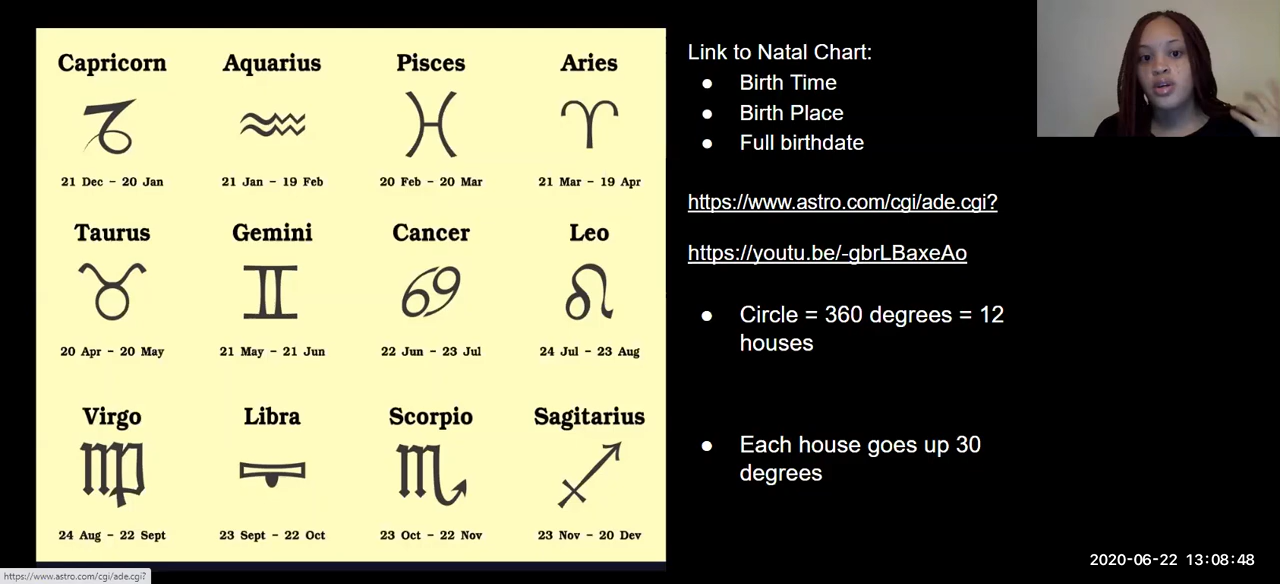 Capricorn Aquarius Pisces Aries
21 Dec - 20 Jan 21 Jan - 19 Feb 20 Feb - 20 Mar 21 Mar - 19 Apr
Taurus Gemini Cancer Leo
20 Apr - 20 May 21 May - 21 Jun 22 Jun - 23 Jul 24 Jul - 23 Aug
Virgo Libra Scorpio Sagitarius
24 Aug - 22 Sept 23 Sept - 22 Oct 23 Oct - 22 Nov 23 Nov - 20 Dev
Link to Natal Chart:
● Birth Time
● Birth Place
● Full birthdate
https://www.astro.com/cgi/ade.cgi?
https://youtu.be/-gbrLBaxeAo
● Circle = 360 degrees = 12
houses
● Each house goes up 30
degrees
2020-06-22 13:08:48
https://www.astro.com/cgi/ade.cgi?